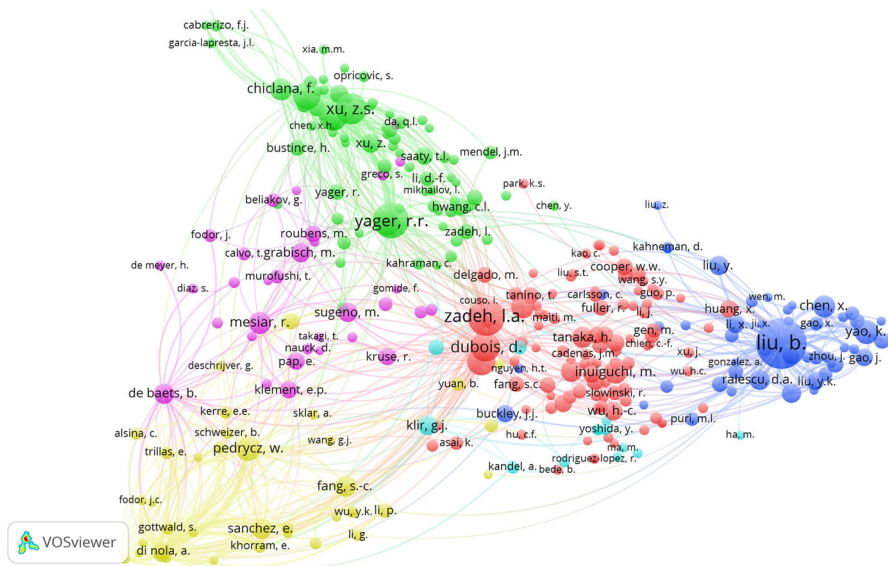 cabrerizo, f.j.
garcia-lapresta, j.l.
xia, m.m.
opricovic, s.
chiclana, f.
xu, z.s.
chen, x.h.
da, q.l.
bustince, h.
xu, z.
saaty, t.l.
mendel, j.m.
greco, s.
li, d.-f.
park, k.s.
mikhailov, l.
beliakov, g.
yager, r.
hwang, c.l.
chen, y.
liu, z.
yager, r.r.
fodor, j.
roubens, m.
zadeh, l.
calvo, t.
grabisch, m.
kao, c.
kahneman, d.
de meyer, h.
kahraman, c.
cooper, w.w.
liu, y.
murofushi, t.
delgado, m.
liu, s.t.
wang, s.y.
diaz, s.
gomide, f.
tanino, t.
carlsson, c.
guo, p.
wen, m.
couso, i.
fuller, r.
huang, x.
chen, x.
sugeno, m.
zadeh, l.a.
maiti, m.
li, j.
mesiar, r.
li, x.
ji, x.
gao, x.
yao, k.
takagi, t.
tanaka, h.
gen, m.
nauck, d.
dubois, d.
chien, c.-f.
liu, b.
kruse, r.
cadenas, j.m.
xu, j.
zhou, j.
gao, j.
pap, e.
deschrijver, g.
nguyen, h.t.
inuiguchi, m.
wu, h.c.
gonzalez, a.
ralescu, d.a.
liu, y.k.
yuan, b.
fang, s.c.
klement, e.p.
slowinski, r.
de baets, b.
kerre, e.e.
sklar, a.
buckley, j.j.
wu, h.-c.
puri, m.l.
klir, g.j.
yoshida, y.
alsina, c.
schweizer, b.
hu, c.f.
ha, m.
wang, g.j.
asai, k.
pedrycz, w.
ma, m.
trillas, e.
rodriguez-lopez, r.
kandel, a.
bede, b.
fang, s.-c.
fodor, j.c.
wu, y.k.
li, p.
gottwald, s.
sanchez, e.
li, g.
di nola, a.
khorram, e.
VOSviewer